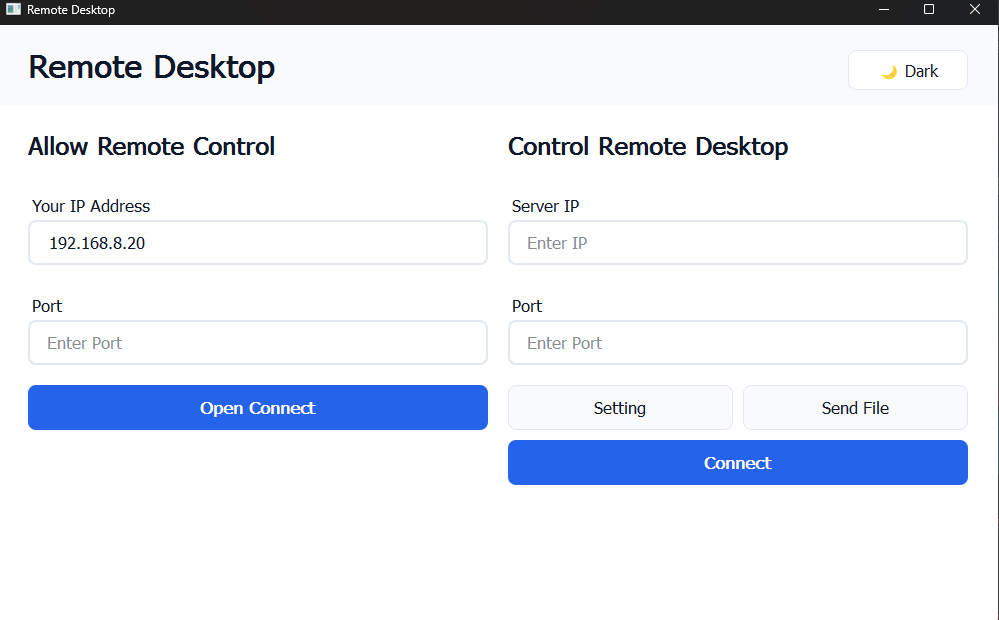 Remote Desktop
Remote Desktop
🌙 Dark
Allow Remote Control
Your IP Address
192.168.8.20
Port
Enter Port
Open Connect
Control Remote Desktop
Server IP
Enter IP
Port
Enter Port
Setting
Send File
Connect